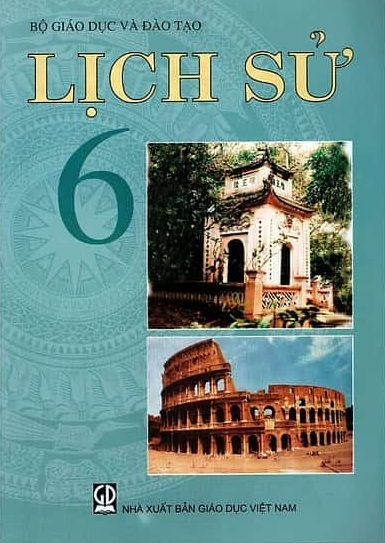 BỘ GIÁO DỤC VÀ ĐÀO TẠO
LỊCH SỬ
6
GD
NHÀ XUẤT BẢN GIÁO DỤC VIỆT NAM